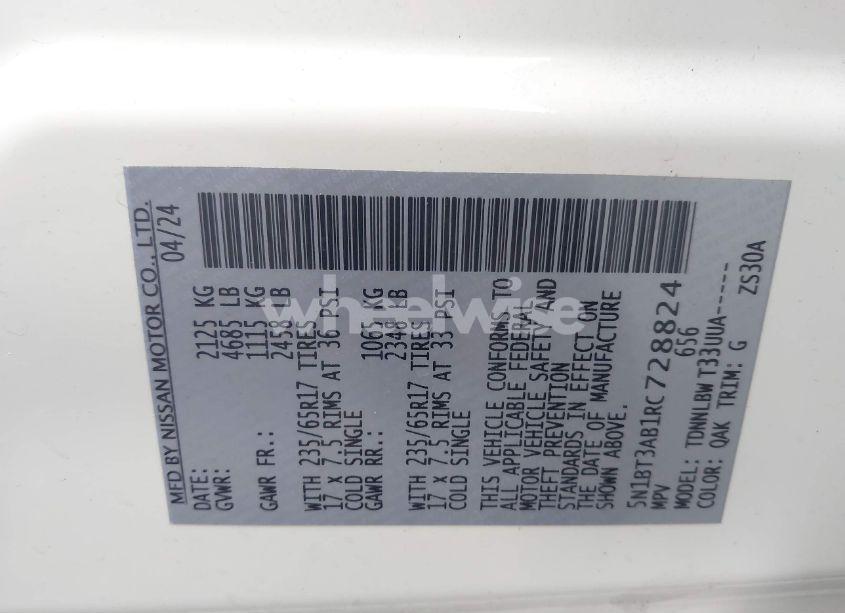 MFD BY NISSAN MOTOR CO., LTD.
DATE: 04/24
GVWR: 2125 KG
4685 LB
GAWR FR.: 1115 KG
2458 LB
WITH 235/65R17 TIRES
17 X 7.5 RIMS AT 36 PSI
COLD SINGLE
GAWR RR.: 1065 KG
2348 LB
WITH 235/65R17 TIRES
17 X 7.5 RIMS AT 33 PSI
COLD SINGLE
THIS VEHICLE CONFORMS TO
ALL APPLICABLE FEDERAL
MOTOR VEHICLE SAFETY AND
THEFT PREVENTION
STANDARDS IN EFFECT ON
THE DATE OF MANUFACTURE
SHOWN ABOVE.
5N1BT3AB1RC728824
MPV 656
MODEL: TDNNLBW T33UUA-----
COLOR: QAK TRIM: G ZS30A
wheelwise